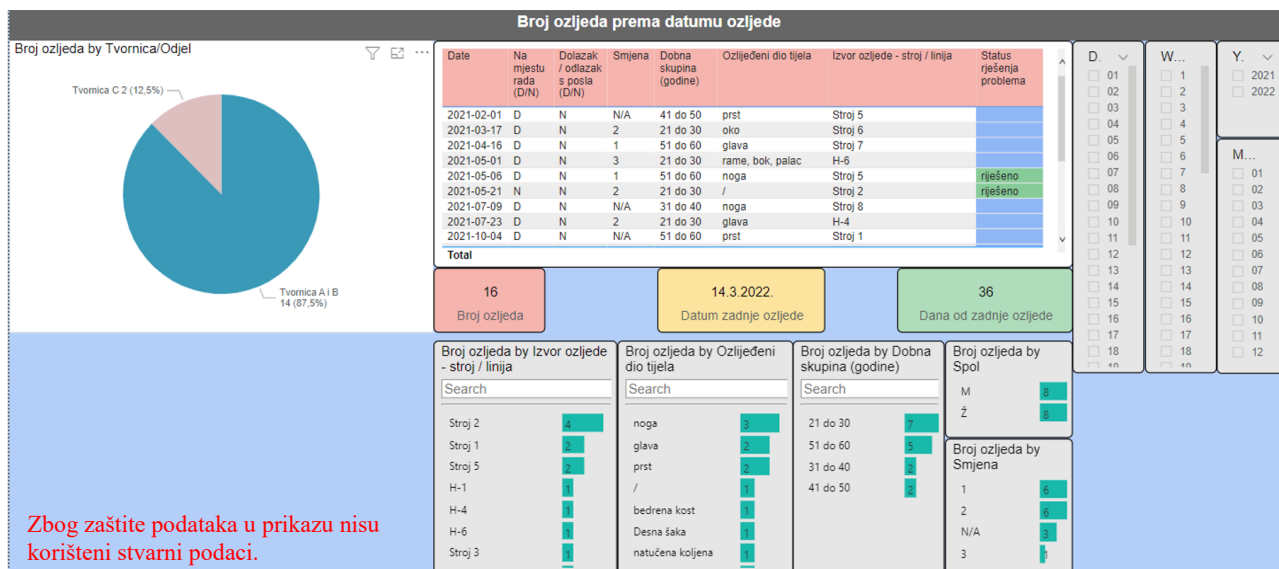 Broj ozljeda prema datumu ozljede
Broj ozljeda by Tvornica/Odjel
Tvornica C 2 (12,5%)
Tvornica A i B
14 (87,5%)
Date Na mjestu rada (D/N) Dolazak / odlazak s posla (D/N) Smjena Dobna skupina (godine) Ozlijeđeni dio tijela Izvor ozljede - stroj / linija Status rješenja problema
2021-02-01 D N N/A 41 do 50 prst Stroj 5
2021-03-17 D N 2 21 do 30 oko Stroj 6
2021-04-16 D N 1 51 do 60 glava Stroj 7
2021-05-01 D N 3 21 do 30 rame, bok, palac H-6
2021-05-06 D N 1 51 do 60 noga Stroj 5 riješeno
2021-05-21 N N 2 21 do 30 / Stroj 2 riješeno
2021-07-09 D N N/A 31 do 40 noga Stroj 8
2021-07-23 D N 2 21 do 30 glava H-4
2021-10-04 D N N/A 51 do 60 prst Stroj 1
Total
16
Broj ozljeda
14.3.2022.
Datum zadnje ozljede
36
Dana od zadnje ozljede
Broj ozljeda by Izvor ozljede
- stroj / linija
Search
Stroj 2 4
Stroj 1 2
Stroj 5 2
H-1 1
H-4 1
H-6 1
Stroj 3 1
Broj ozljeda by Ozlijeđeni
dio tijela
Search
noga 3
glava 2
prst 2
/ 1
bedrena kost 1
Desna šaka 1
natučena koljena 1
Broj ozljeda by Dobna
skupina (godine)
Search
21 do 30 7
51 do 60 5
31 do 40 2
41 do 50 2
Broj ozljeda by
Spol
M 8
Ž 8
Broj ozljeda by
Smjena
1 6
2 6
N/A 3
3 1
D.
01
02
03
04
05
06
07
08
09
10
11
12
13
14
15
16
17
18
19
W...
1
2
3
4
5
6
7
8
9
10
11
12
13
14
15
16
17
18
19
Y.
2021
2022
M...
01
02
03
04
05
06
07
08
09
10
11
12
Zbog zaštite podataka u prikazu nisu
korišteni stvarni podaci.